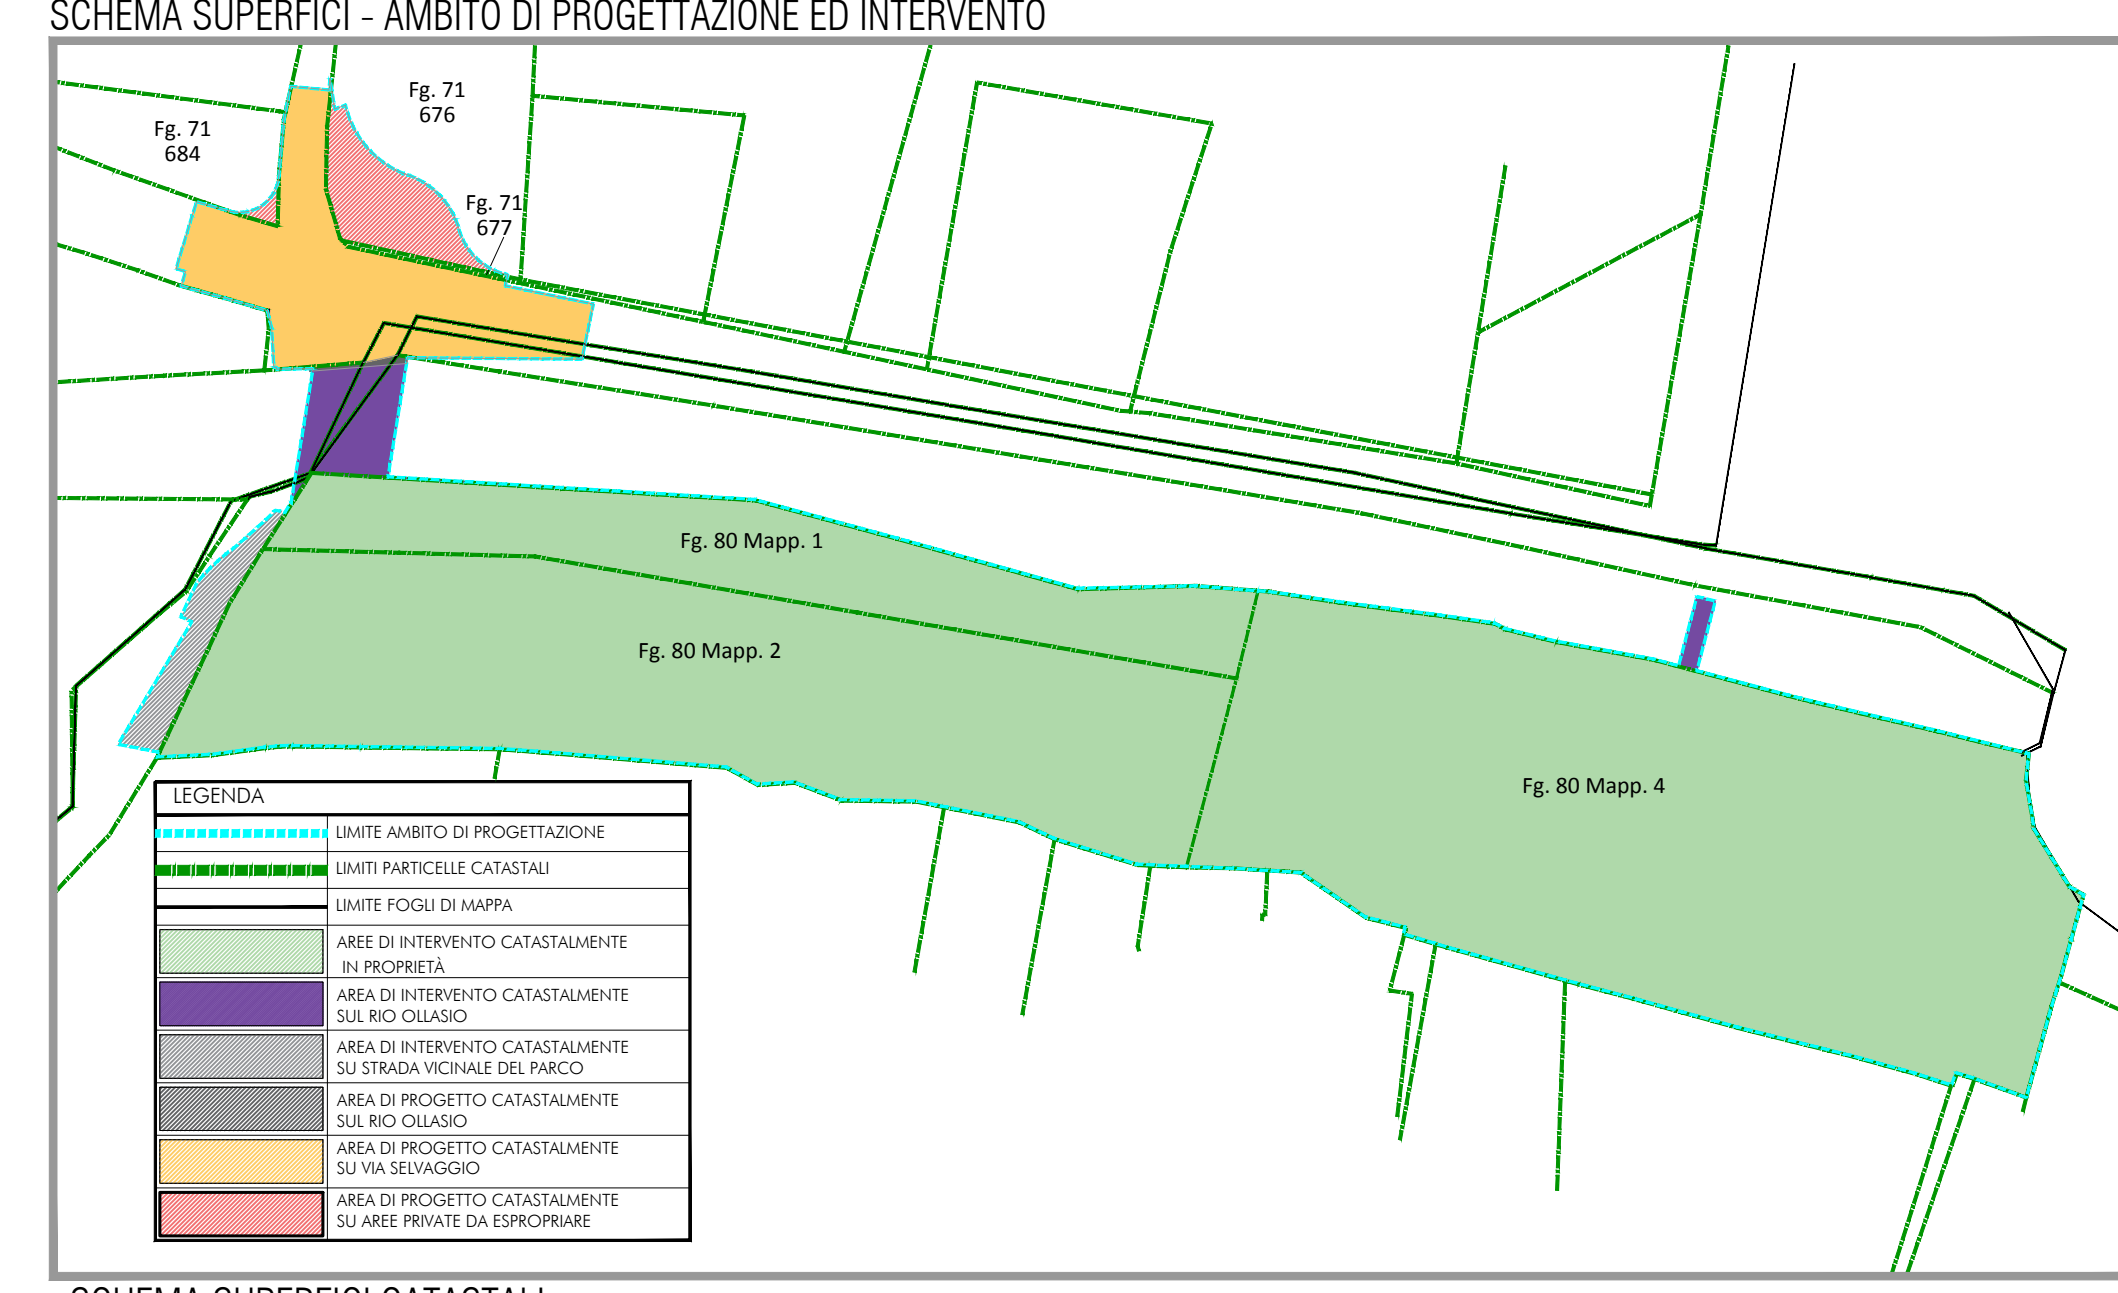 SCHEMA SUPERFICI - AMBITO DI PROGETTAZIONE ED INTERVENTO
Fg. 71
676
Fg. 71
684
Fg. 71
677
Fg. 80 Mapp. 1
Fg. 80 Mapp. 2
Fg. 80 Mapp. 4
LEGENDA
LIMITE AMBITO DI PROGETTAZIONE
LIMITI PARTICELLE CATASTALI
LIMITE FOGLI DI MAPPA
AREE DI INTERVENTO CATASTALMENTE
IN PROPRIETÀ
AREA DI INTERVENTO CATASTALMENTE
SUL RIO OLLASIO
AREA DI INTERVENTO CATASTALMENTE
SU STRADA VICINALE DEL PARCO
AREA DI PROGETTO CATASTALMENTE
SUL RIO OLLASIO
AREA DI PROGETTO CATASTALMENTE
SU VIA SELVAGGIO
AREA DI PROGETTO CATASTALMENTE
SU AREE PRIVATE DA ESPROPRIARE
SCHEMA SUPERFICI CATASTALI